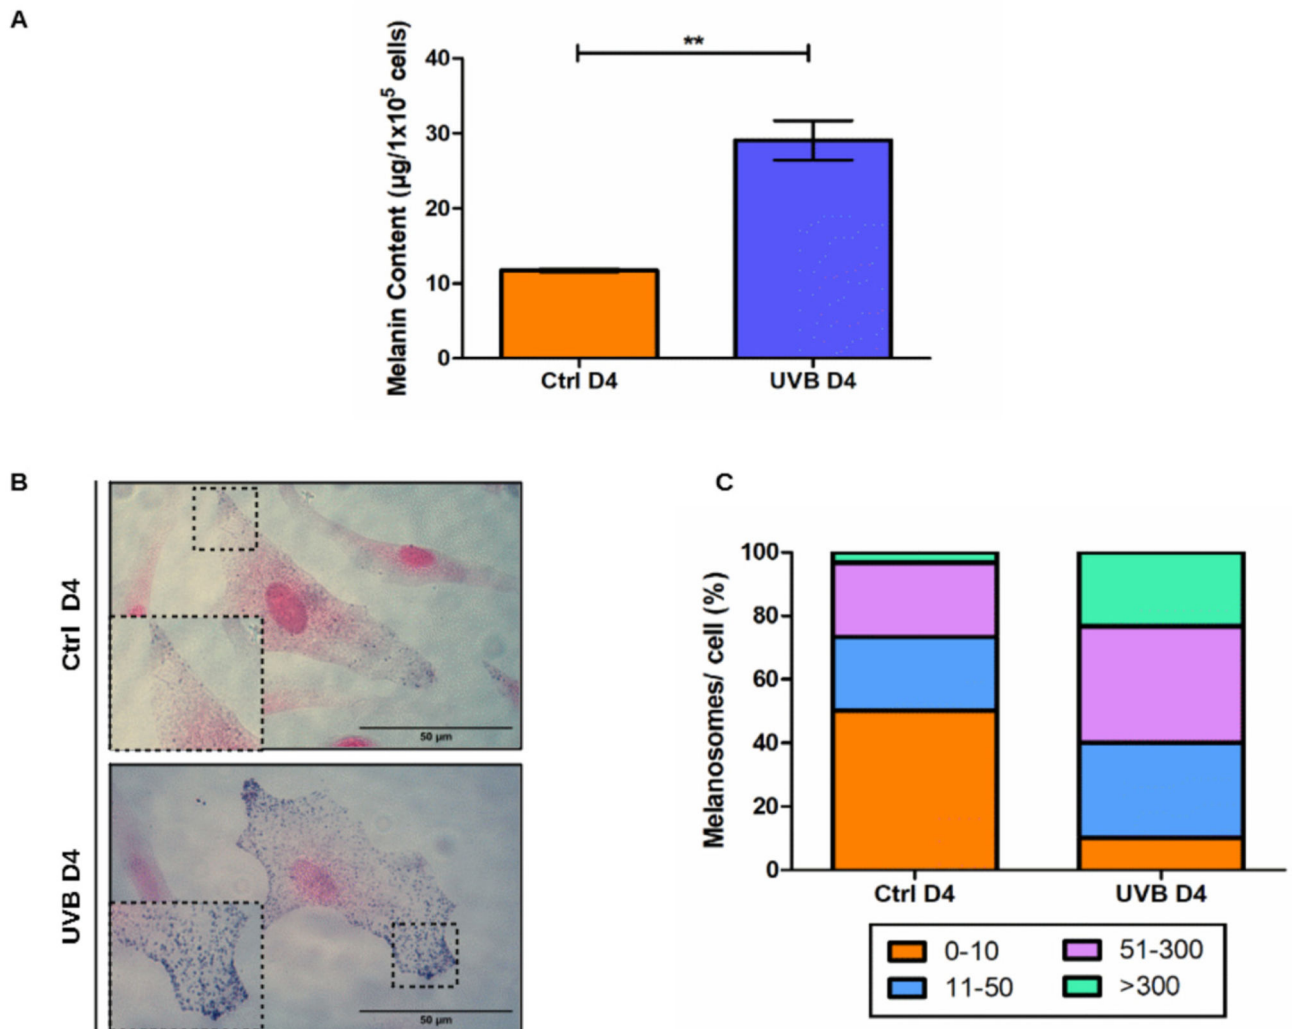 A
**
Melanin Content (µg/1x10⁵ cells)
40
30
20
10
0
Ctrl D4
UVB D4
B
Ctrl D4
50 µm
UVB D4
50 µm
C
Melanosomes/ cell (%)
100
80
60
40
20
0
Ctrl D4
UVB D4
0-10
51-300
11-50
>300